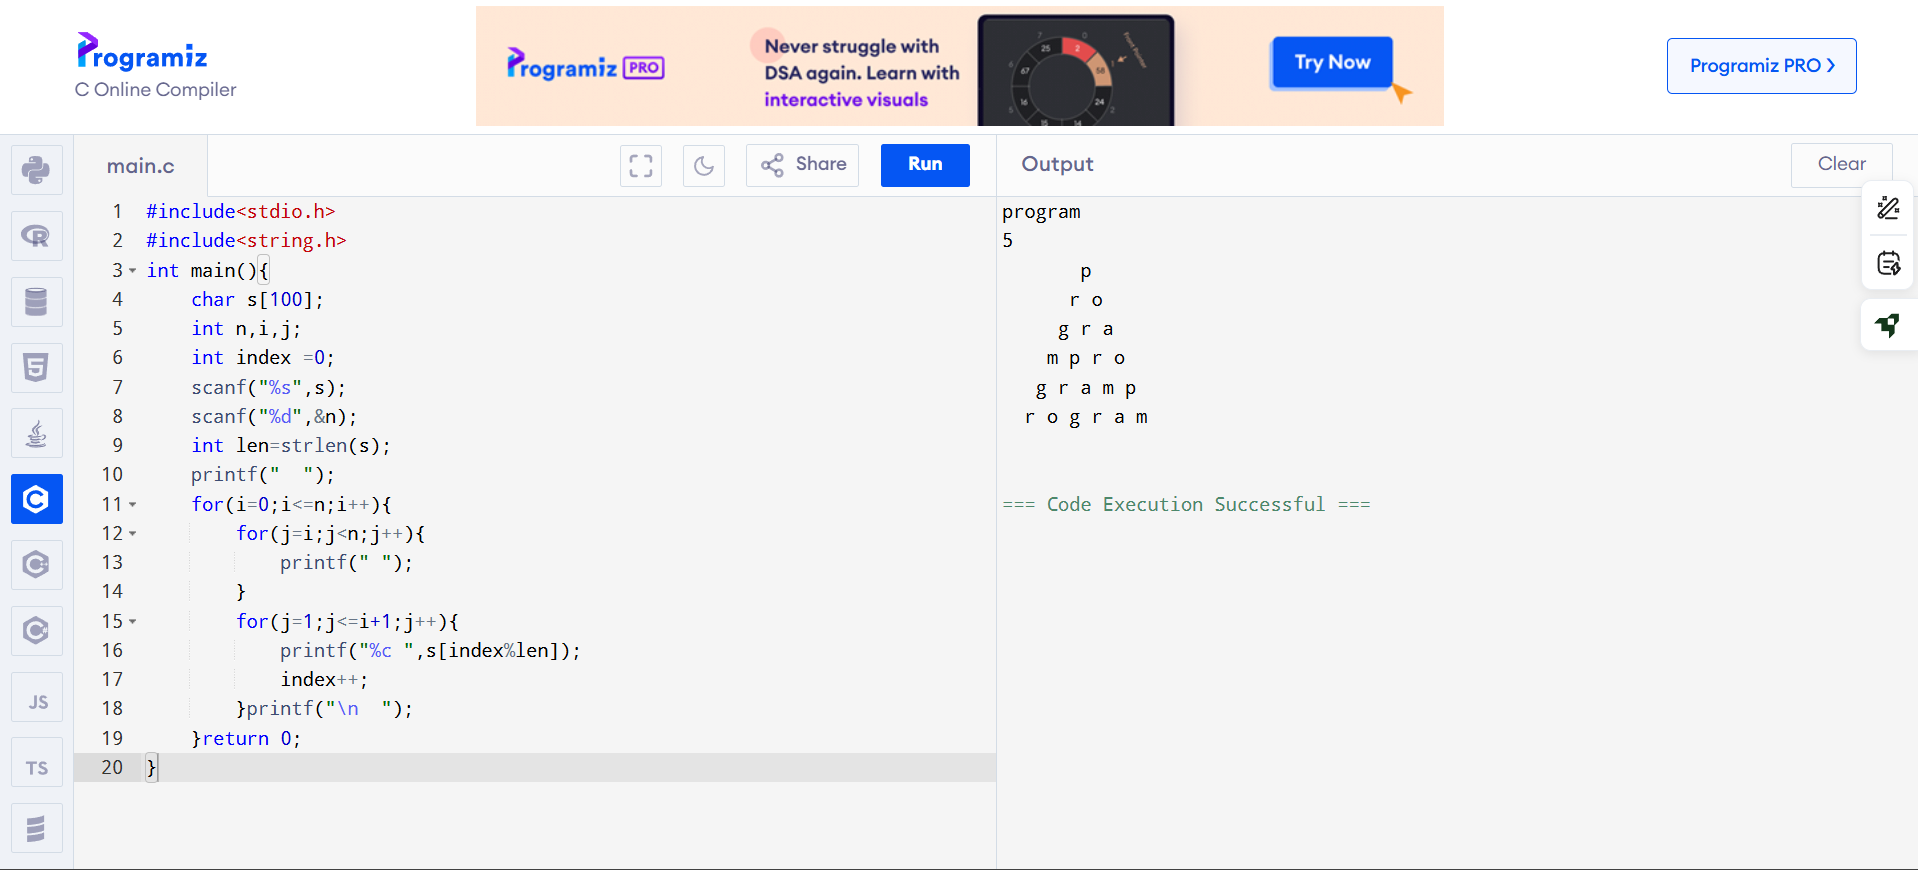 Programiz
C Online Compiler
Programiz PRO
Never struggle with
DSA again. Learn with
interactive visuals
Try Now
Programiz PRO ❯
main.c
Share
Run
Output
Clear
1 #include<stdio.h>
2 #include<string.h>
3 int main(){
4     char s[100];
5     int n,i,j;
6     int index =0;
7     scanf("%s",s);
8     scanf("%d",&n);
9     int len=strlen(s);
10     printf("  ");
11     for(i=0;i<=n;i++){
12         for(j=i;j<n;j++){
13             printf(" ");
14         }
15         for(j=1;j<=i+1;j++){
16             printf("%c ",s[index%len]);
17             index++;
18         }printf("\n  ");
19     }return 0;
20 }
program
5
       p
      r o
     g r a
    m p r o
   g r a m p
  r o g r a m
=== Code Execution Successful ===
R
5
C
C
C#
JS
TS